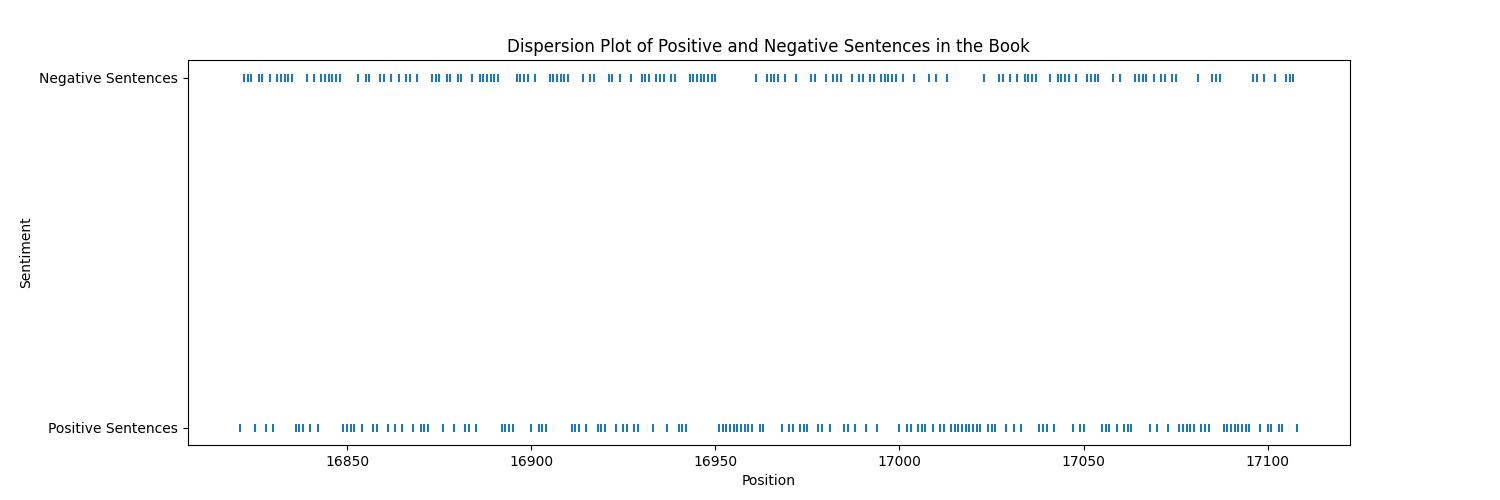 Dispersion Plot of Positive and Negative Sentences in the Book
Negative Sentences
Sentiment
Positive Sentences
16850 16900 16950 17000 17050 17100
Position